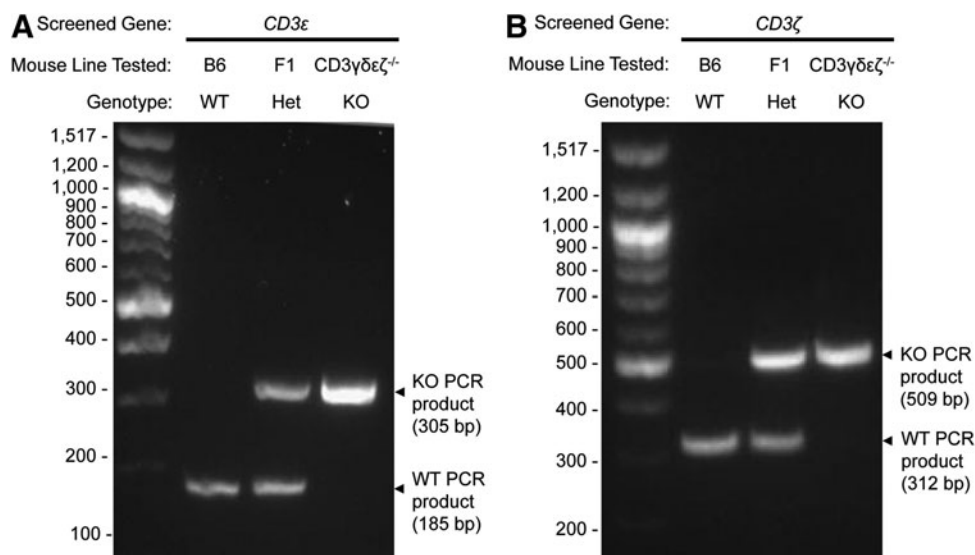 A Screened Gene: CD3ε
Mouse Line Tested: B6 F1 CD3γδεζ-/-
Genotype: WT Het KO
1,517 -
1,200 -
1,000 -
900 -
800 -
700 -
600 -
500 -
400 -
300 -
200 -
100 -
KO PCR
product
(305 bp)
WT PCR
product
(185 bp)
B Screened Gene: CD3ζ
Mouse Line Tested: B6 F1 CD3γδεζ-/-
Genotype: WT Het KO
1,517 -
1,200 -
1,000 -
900 -
800 -
700 -
600 -
500 -
400 -
300 -
200 -
KO PCR
product
(509 bp)
WT PCR
product
(312 bp)